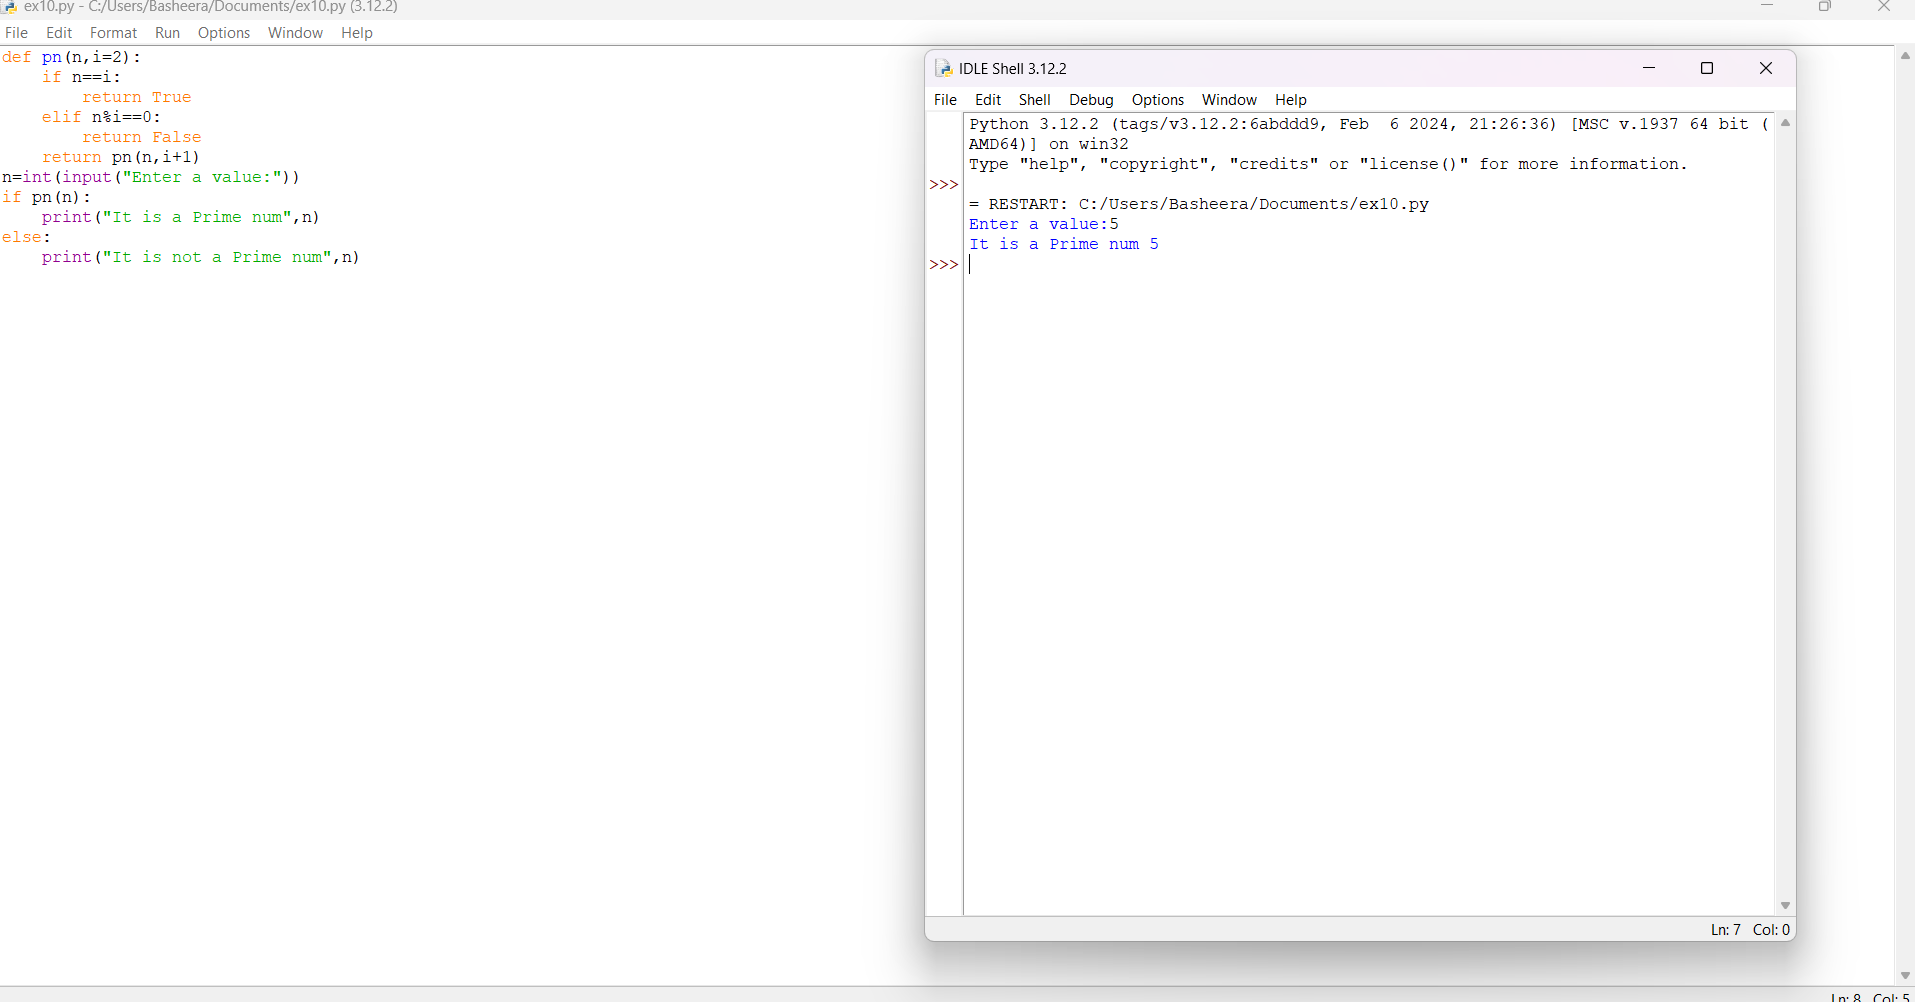 ex10.py - C:/Users/Basheera/Documents/ex10.py (3.12.2)
File Edit Format Run Options Window Help
def pn(n,i=2):
    if n==i:
        return True
    elif n%i==0:
        return False
    return pn(n,i+1)
n=int(input("Enter a value:"))
if pn(n):
    print("It is a Prime num",n)
else:
    print("It is not a Prime num",n)
IDLE Shell 3.12.2
File Edit Shell Debug Options Window Help
Python 3.12.2 (tags/v3.12.2:6abddd9, Feb  6 2024, 21:26:36) [MSC v.1937 64 bit (
AMD64)] on win32
Type "help", "copyright", "credits" or "license()" for more information.
>>>
= RESTART: C:/Users/Basheera/Documents/ex10.py
Enter a value:5
It is a Prime num 5
>>>
Ln: 7 Col: 0
Ln: 8 Col: 5